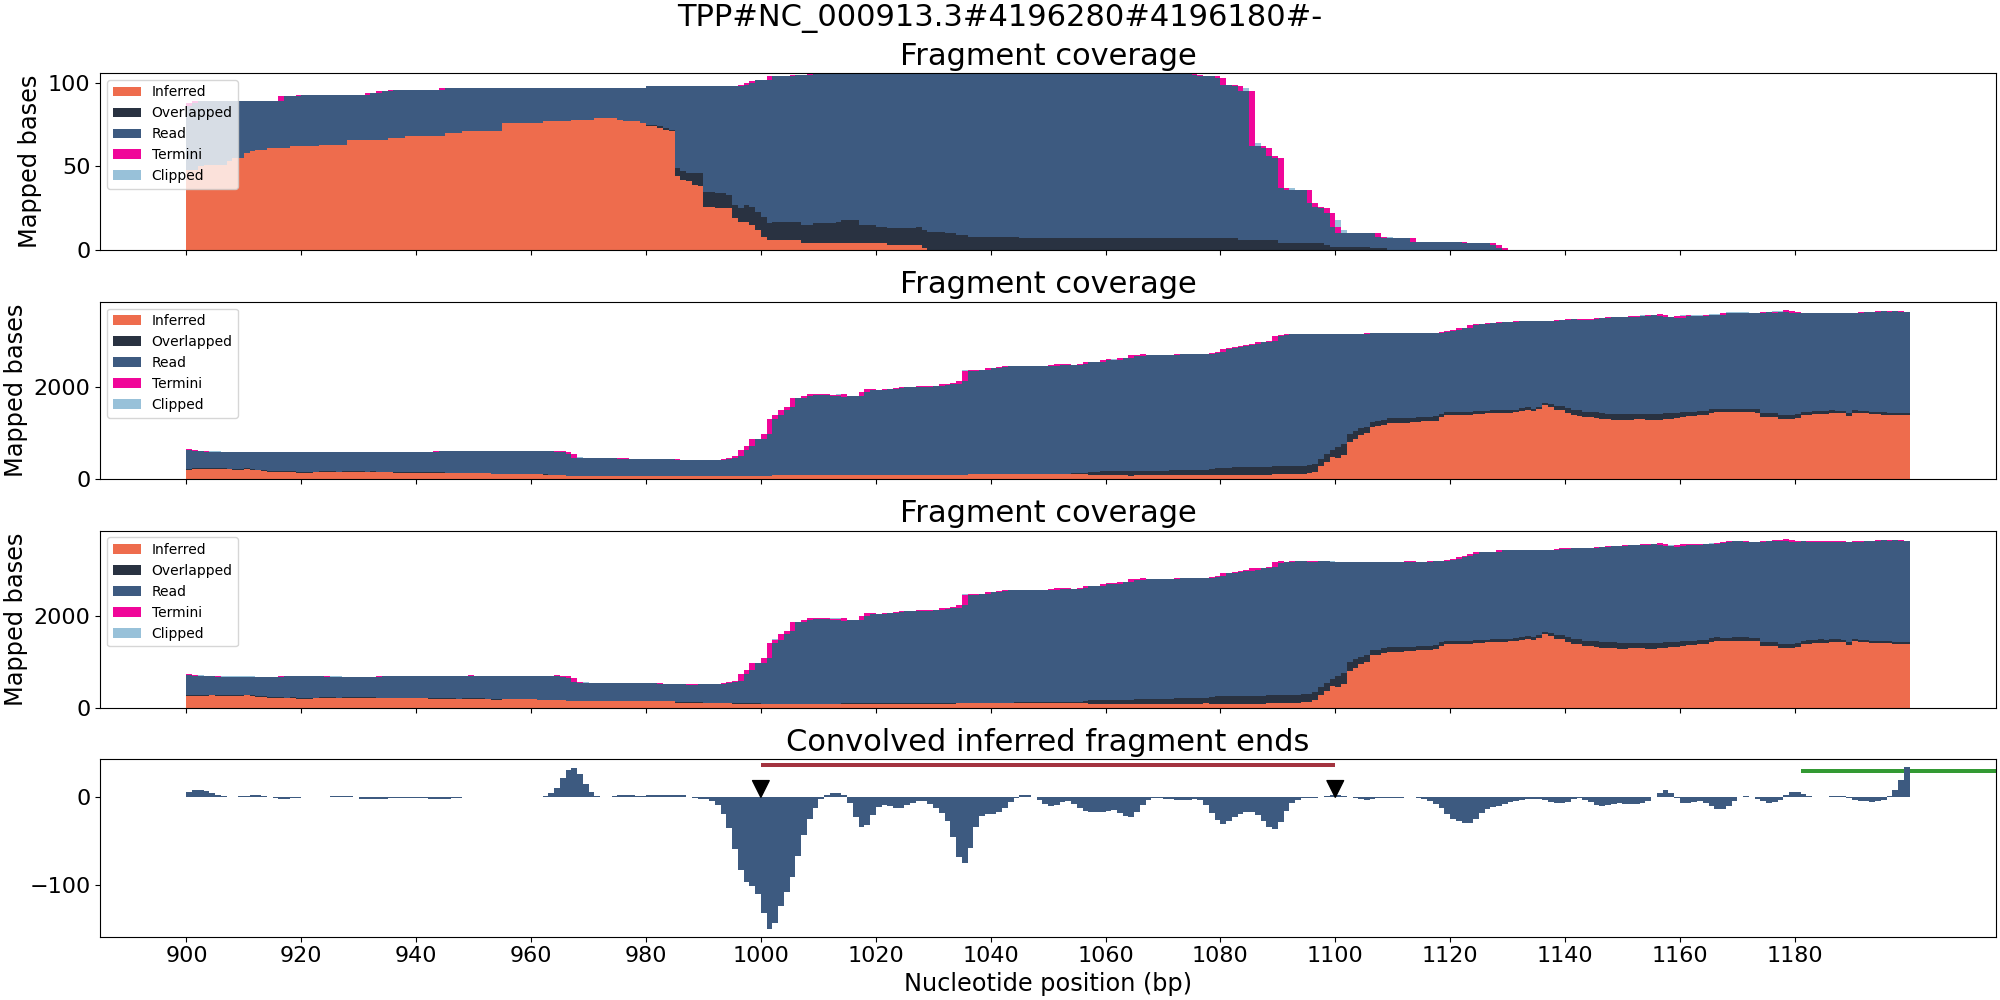 TPP#NC_000913.3#4196280#4196180#-
Fragment coverage
Mapped bases
100
50
0
Inferred
Overlapped
Read
Termini
Clipped
Fragment coverage
Mapped bases
2000
0
Inferred
Overlapped
Read
Termini
Clipped
Fragment coverage
Mapped bases
2000
0
Inferred
Overlapped
Read
Termini
Clipped
Convolved inferred fragment ends
0
−100
900 920 940 960 980 1000 1020 1040 1060 1080 1100 1120 1140 1160 1180
Nucleotide position (bp)